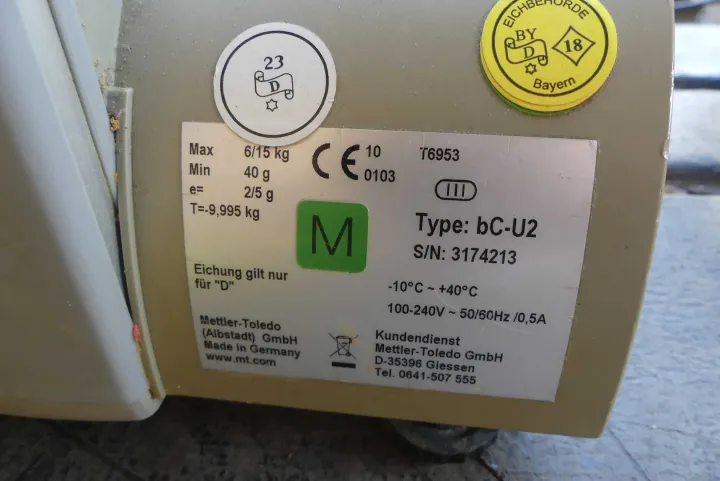 23
D
EICHBEHÖRDE
BY
D
18
Bayern
Max 6/15 kg
Min 40 g
e= 2/5 g
T=-9,995 kg
CE 10
0103
T6953
III
M
Type: bC-U2
S/N: 3174213
Eichung gilt nur
für "D"
-10°C ~ +40°C
100-240V ~ 50/60Hz /0,5A
Mettler-Toledo
(Albstadt) GmbH
Made in Germany
www.mt.com
Kundendienst
Mettler-Toledo GmbH
D-35396 Giessen
Tel. 0641-507 555